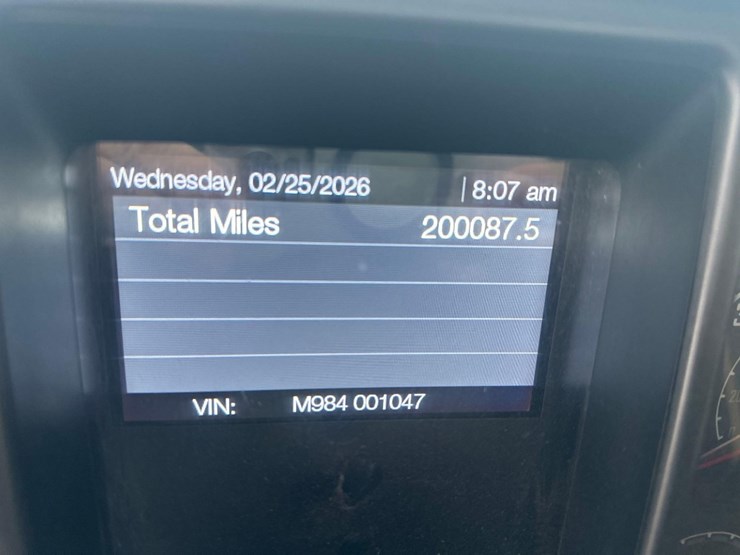 Wednesday, 02/25/2026 | 8:07 am
Total Miles 200087.5
VIN: M984 001047